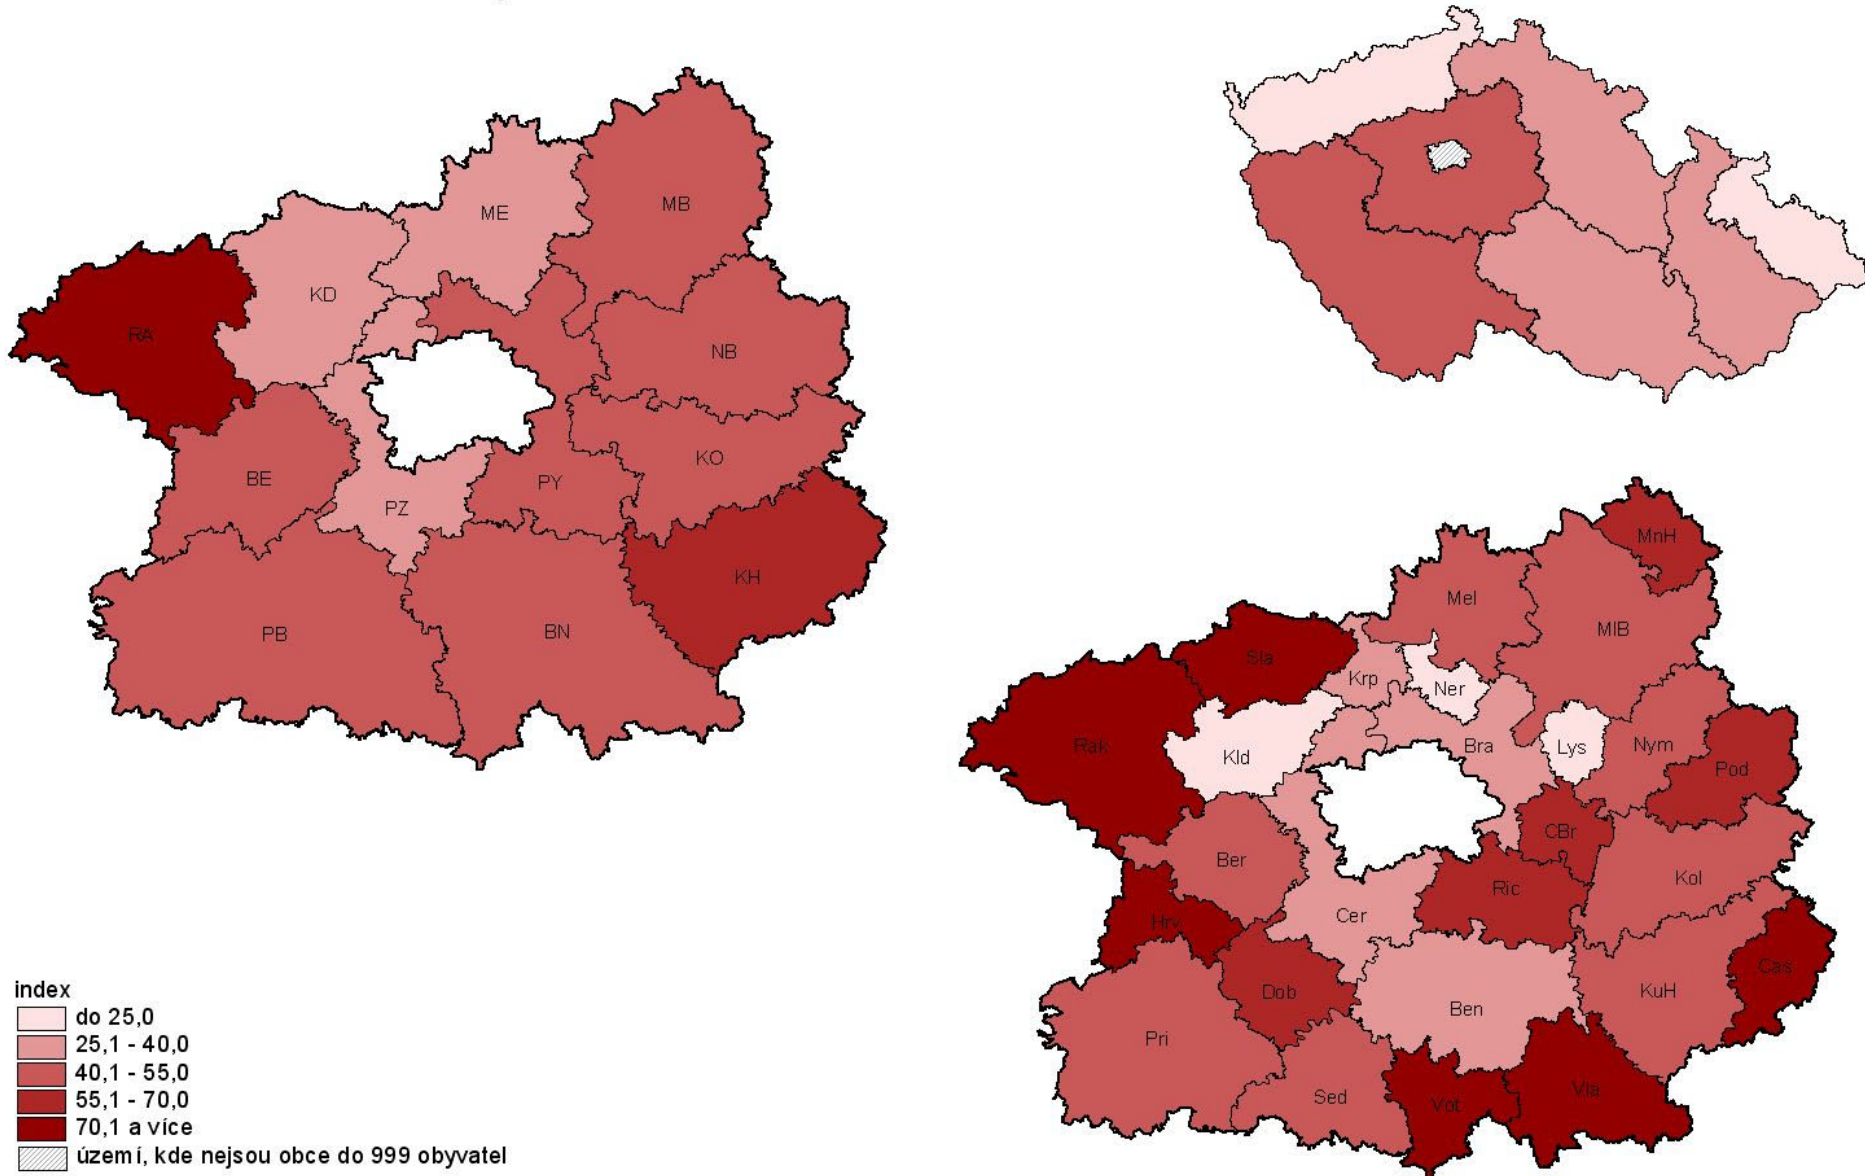 ME
MB
KD
RA
NB
KO
BE
PY
PZ
KH
PB
BN
MnH
Mel
MlB
Sla
Krp
Ner
Rak
Kld
Bra
Lys
Nym
Pod
CBr
Ber
Ric
Kol
Hrv
Cer
Cas
Dob
KuH
Ben
Pri
Sed
Vot
Vla
index
do 25,0
25,1 - 40,0
40,1 - 55,0
55,1 - 70,0
70,1 a více
území, kde nejsou obce do 999 obyvatel